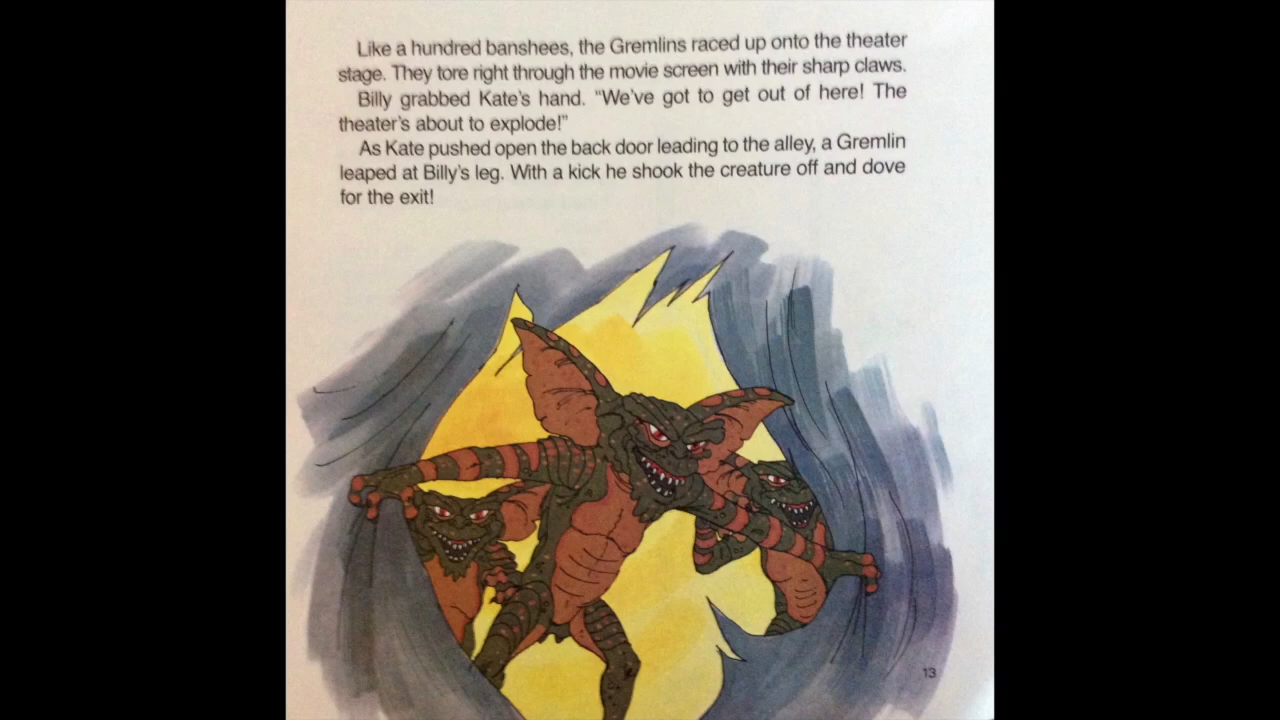 Like a hundred banshees, the Gremlins raced up onto the theater
stage. They tore right through the movie screen with their sharp claws.
Billy grabbed Kate's hand. “We've got to get out of here! The
theater's about to explode!”
As Kate pushed open the back door leading to the alley, a Gremlin
leaped at Billy's leg. With a kick he shook the creature off and dove
for the exit!
13